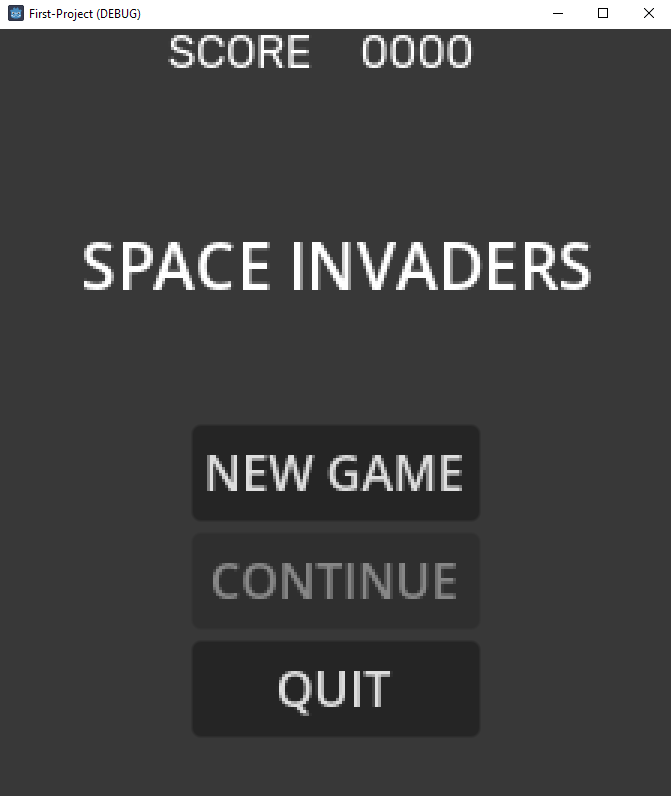 First-Project (DEBUG)
SCORE 0000
SPACE INVADERS
NEW GAME
CONTINUE
QUIT